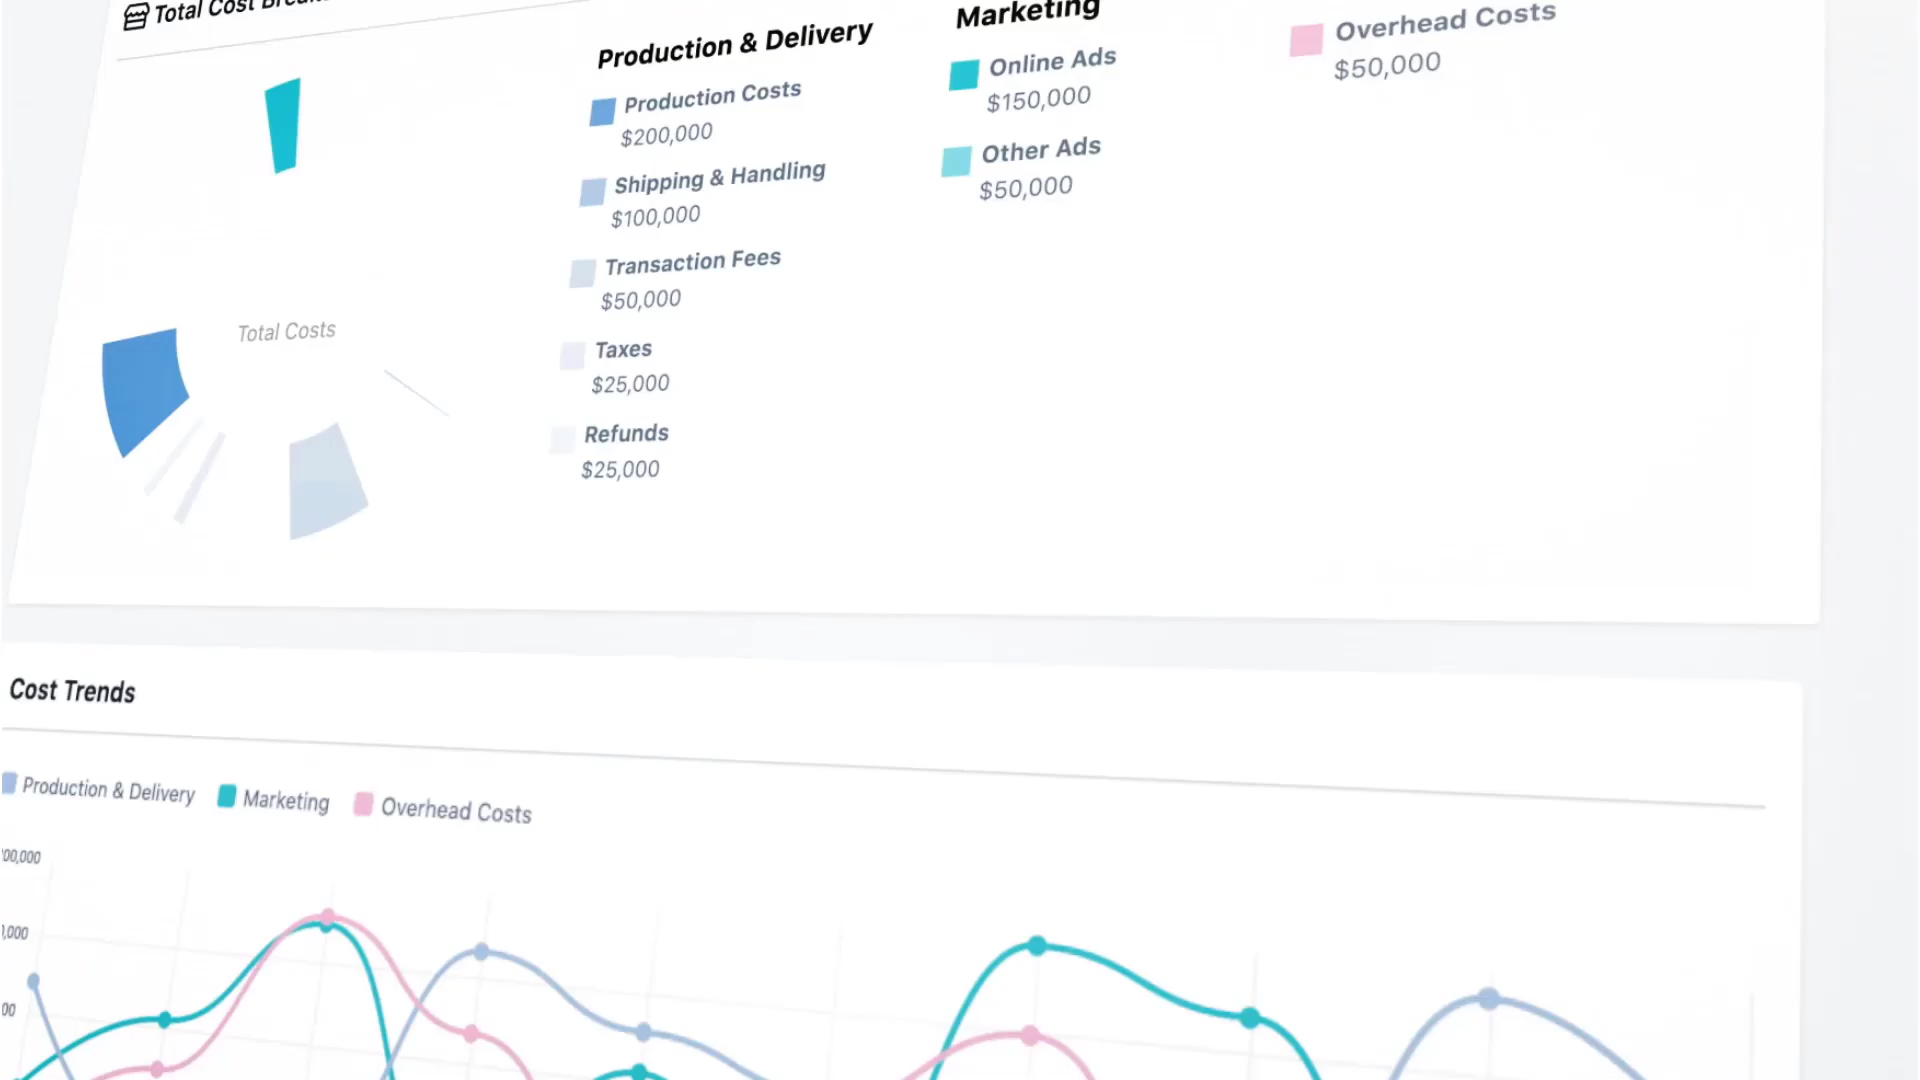 Total Cost
Production & Delivery
Production Costs
$200,000
Shipping & Handling
$100,000
Transaction Fees
$50,000
Taxes
$25,000
Refunds
$25,000
Marketing
Online Ads
$150,000
Other Ads
$50,000
Overhead Costs
$50,000
Total Costs
Cost Trends
Production & Delivery
Marketing
Overhead Costs